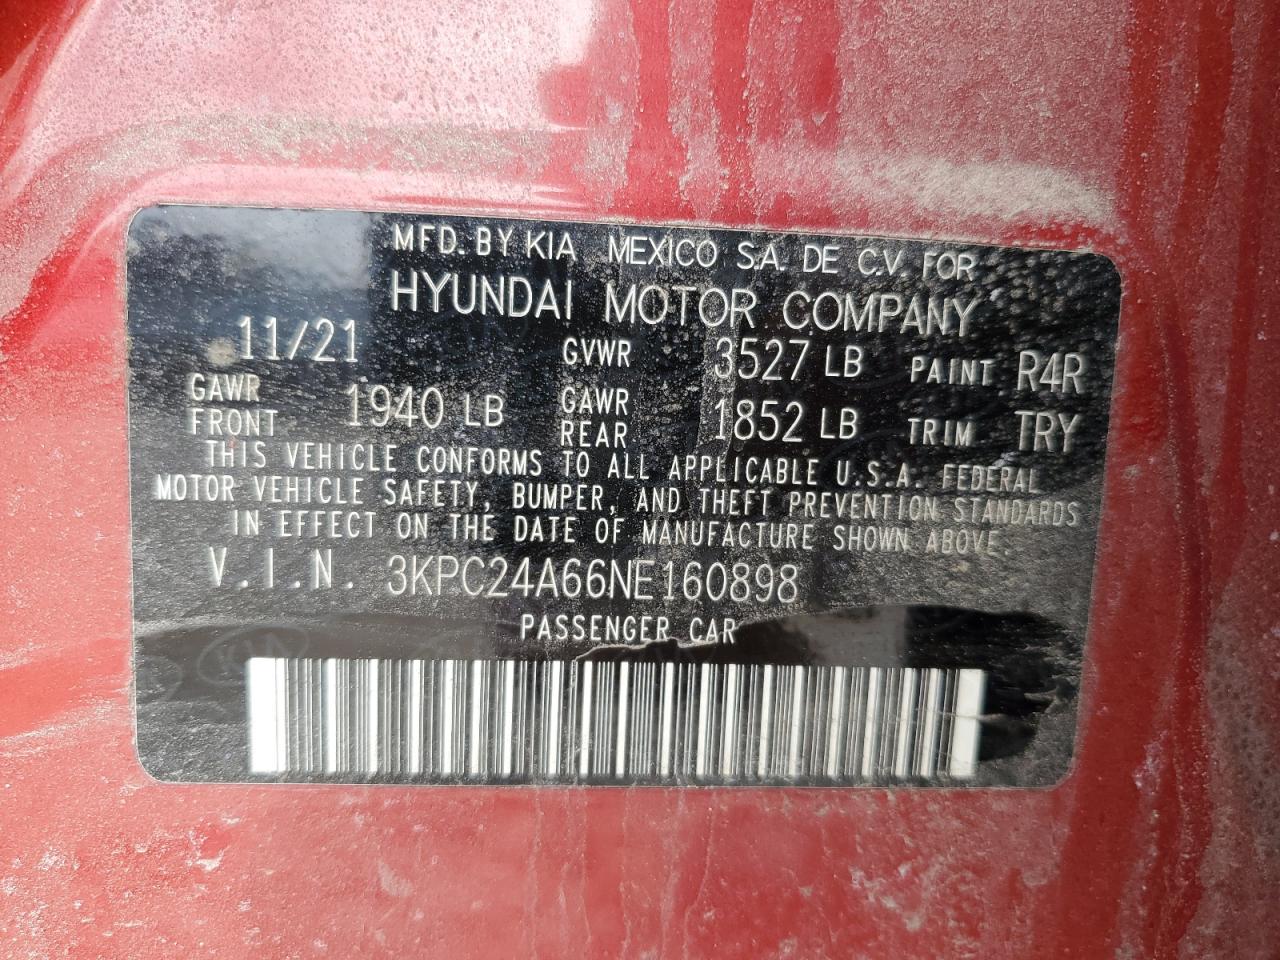 MFD. BY KIA MEXICO S.A. DE C.V. FOR
HYUNDAI MOTOR COMPANY
11/21 GVWR 3527 LB PAINT R4R
GAWR FRONT 1940 LB GAWR REAR 1852 LB TRIM TRY
THIS VEHICLE CONFORMS TO ALL APPLICABLE U.S.A. FEDERAL
MOTOR VEHICLE SAFETY, BUMPER, AND THEFT PREVENTION STANDARDS
IN EFFECT ON THE DATE OF MANUFACTURE SHOWN ABOVE.
V.I.N. 3KPC24A66NE160898
PASSENGER CAR
KIA